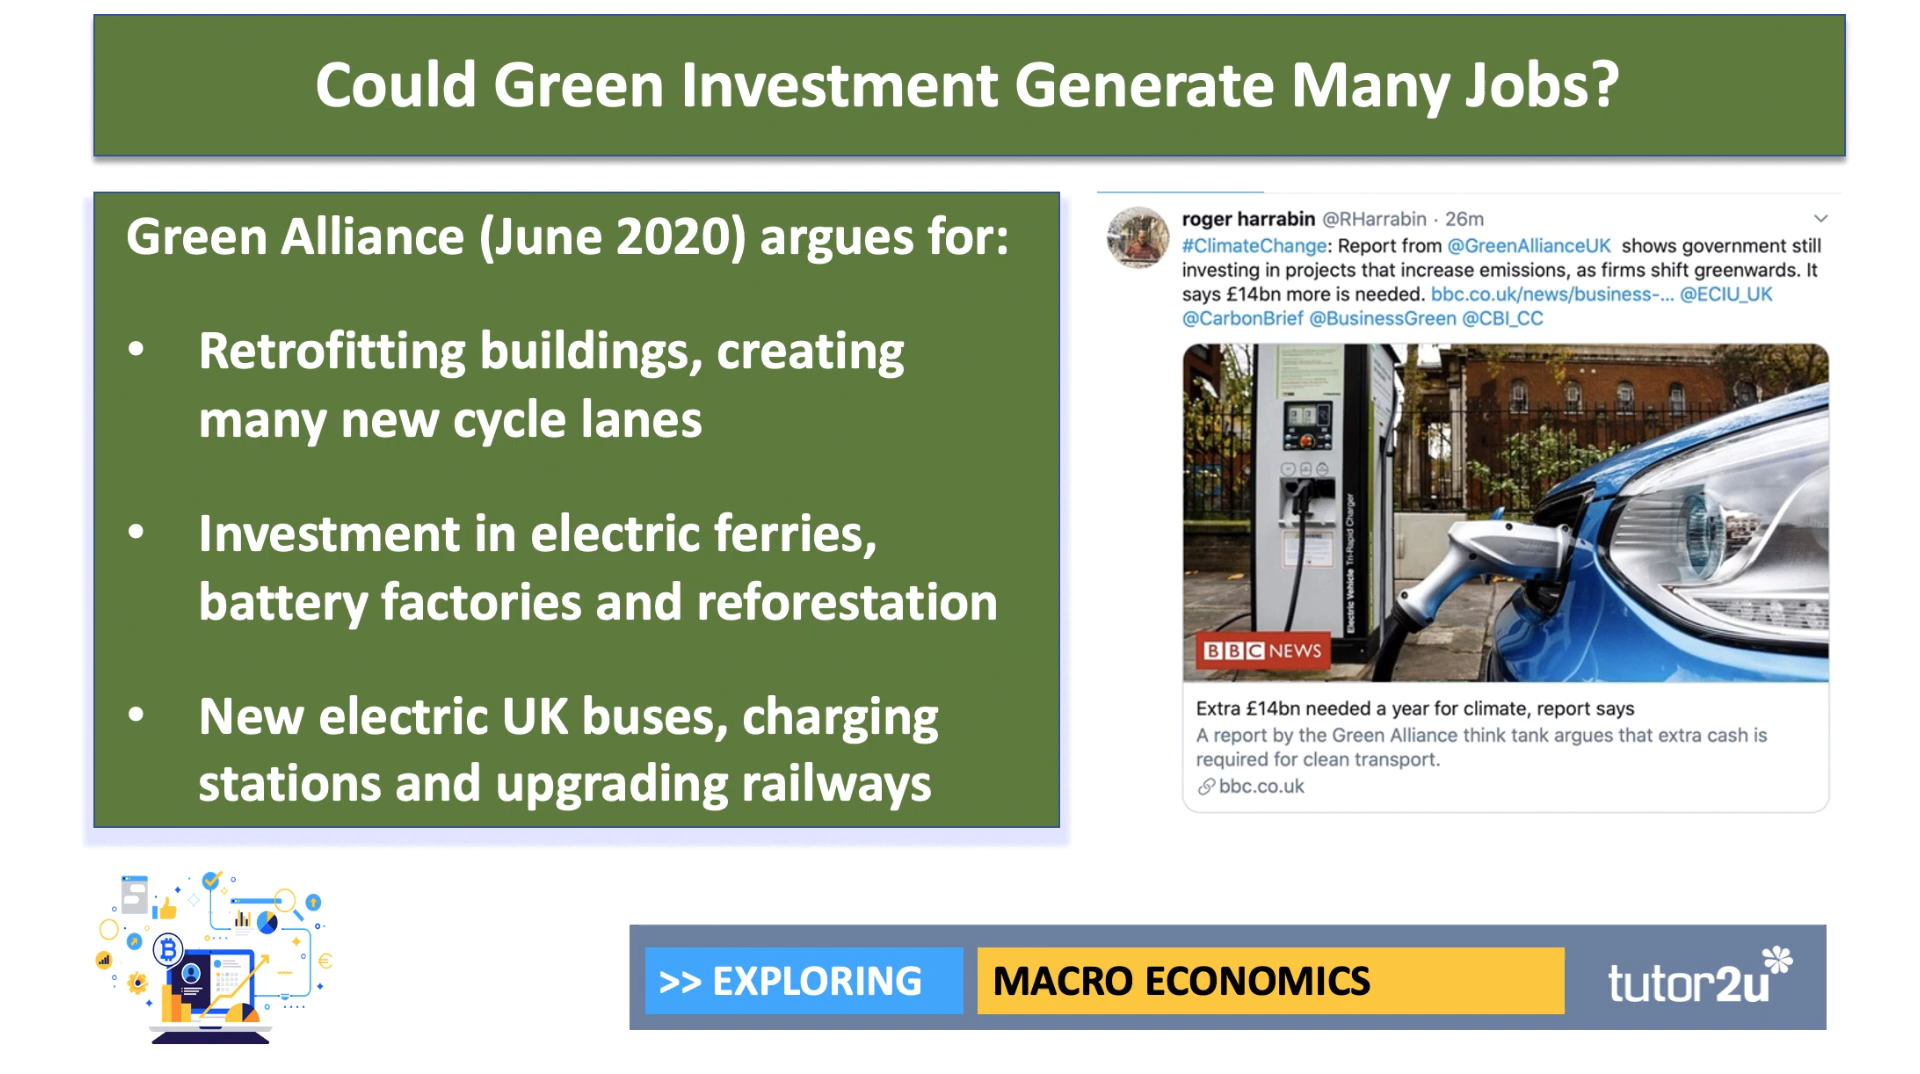 Could Green Investment Generate Many Jobs?
Green Alliance (June 2020) argues for:
• Retrofitting buildings, creating
many new cycle lanes
• Investment in electric ferries,
battery factories and reforestation
• New electric UK buses, charging
stations and upgrading railways
roger harrabin @RHarrabin · 26m
#ClimateChange: Report from @GreenAllianceUK shows government still
investing in projects that increase emissions, as firms shift greenwards. It
says £14bn more is needed. bbc.co.uk/news/business-... @ECIU_UK
@CarbonBrief @BusinessGreen @CBI_CC
Electric Vehicle Tri-Rapid Charger
BBC NEWS
Extra £14bn needed a year for climate, report says
A report by the Green Alliance think tank argues that extra cash is
required for clean transport.
bbc.co.uk
>> EXPLORING
MACRO ECONOMICS
tutor2u